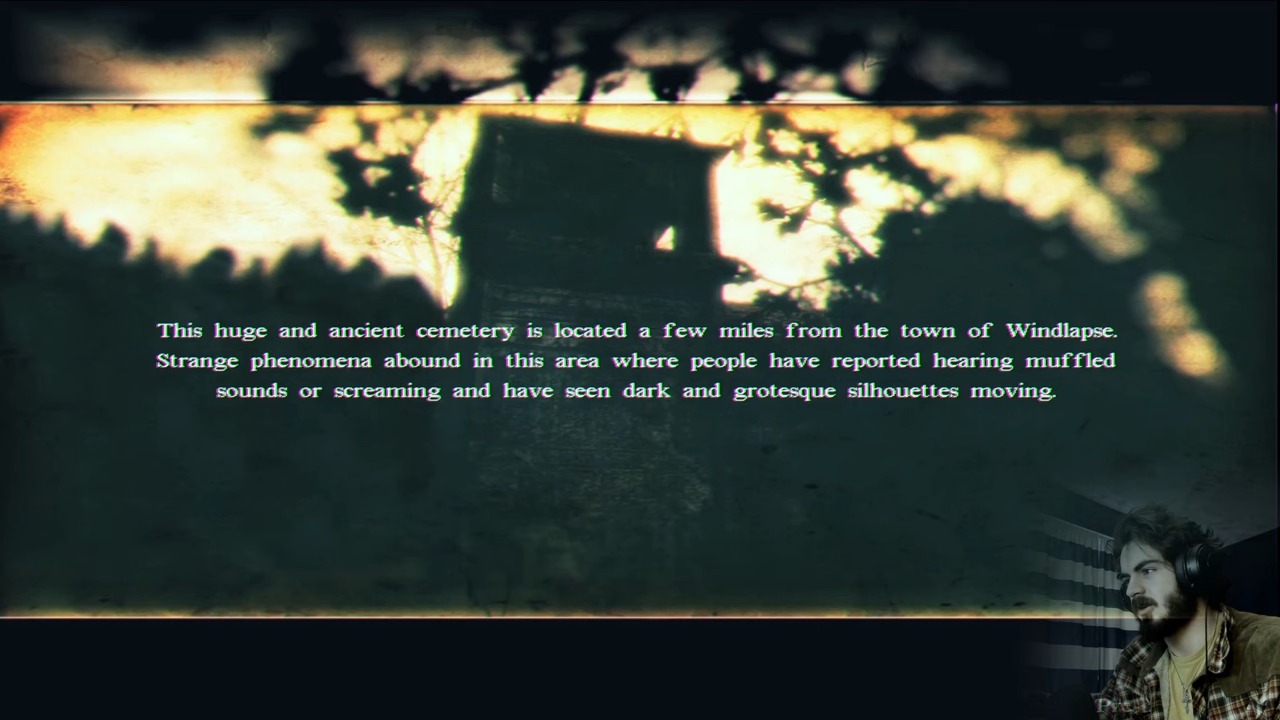 This huge and ancient cemetery is located a few miles from the town of Windlapse.
Strange phenomena abound in this area where people have reported hearing muffled
sounds or screaming and have seen dark and grotesque silhouettes moving.